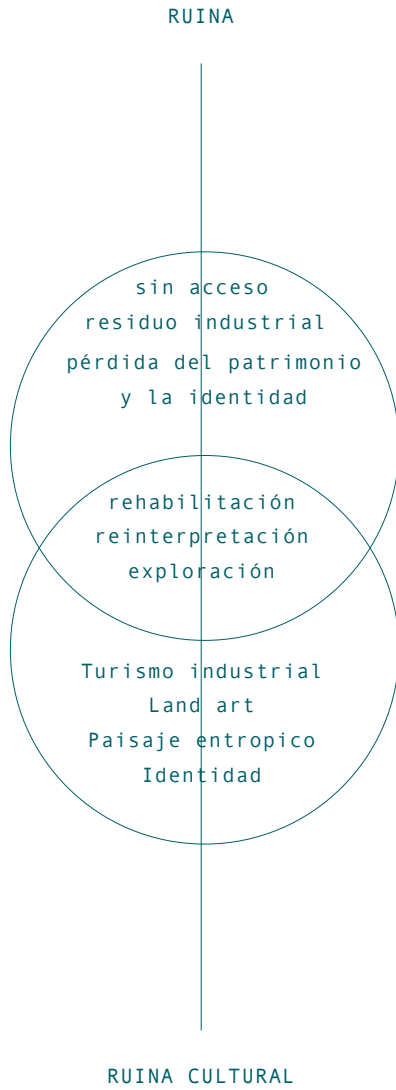 RUINA
sin acceso
residuo industrial
pérdida del patrimonio
y la identidad
rehabilitación
reinterpretación
exploración
Turismo industrial
Land art
Paisaje entropico
Identidad
RUINA CULTURAL